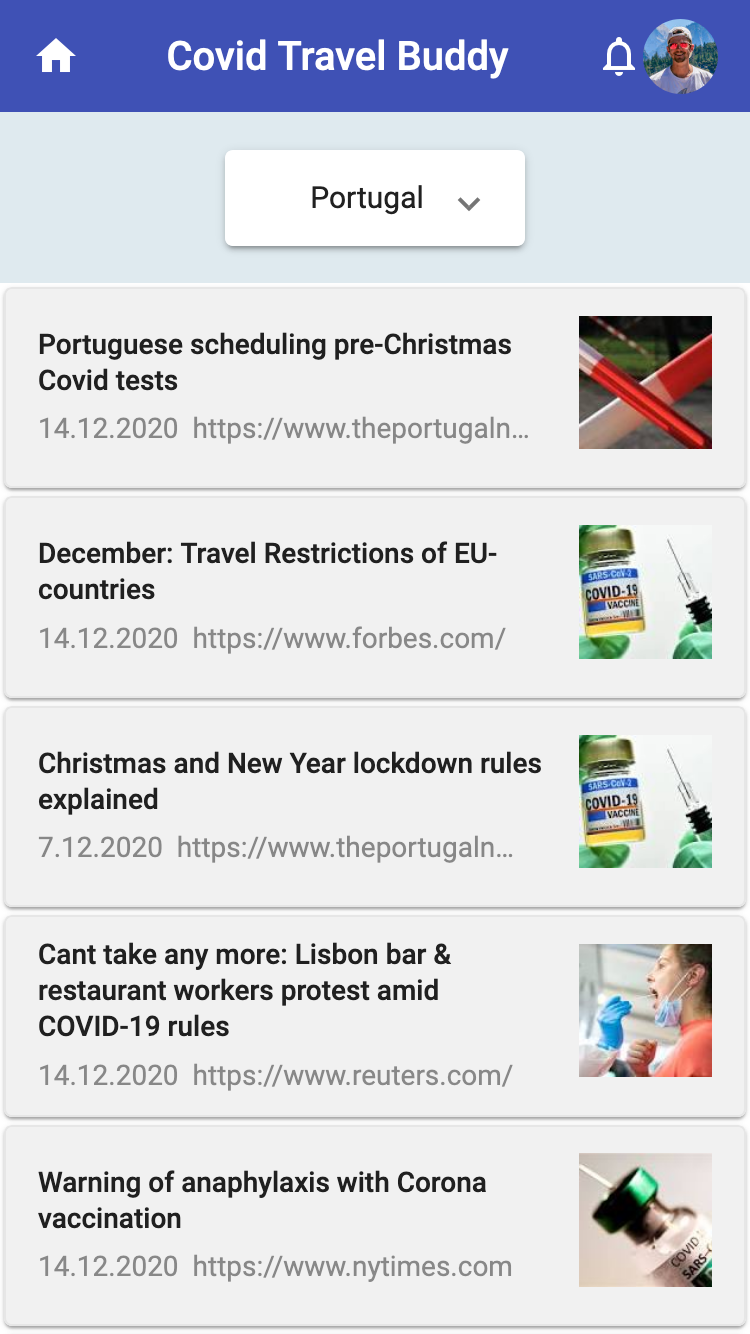 Covid Travel Buddy
Portugal
Portuguese scheduling pre-Christmas
Covid tests
14.12.2020 https://www.theportugaln...
December: Travel Restrictions of EU-
countries
14.12.2020 https://www.forbes.com/
SARS-CoV-2
COVID-19
VACCINE
Christmas and New Year lockdown rules
explained
7.12.2020 https://www.theportugaln...
SARS-CoV-2
COVID-19
VACCINE
Cant take any more: Lisbon bar &
restaurant workers protest amid
COVID-19 rules
14.12.2020 https://www.reuters.com/
Warning of anaphylaxis with Corona
vaccination
14.12.2020 https://www.nytimes.com
COVID
SARS-